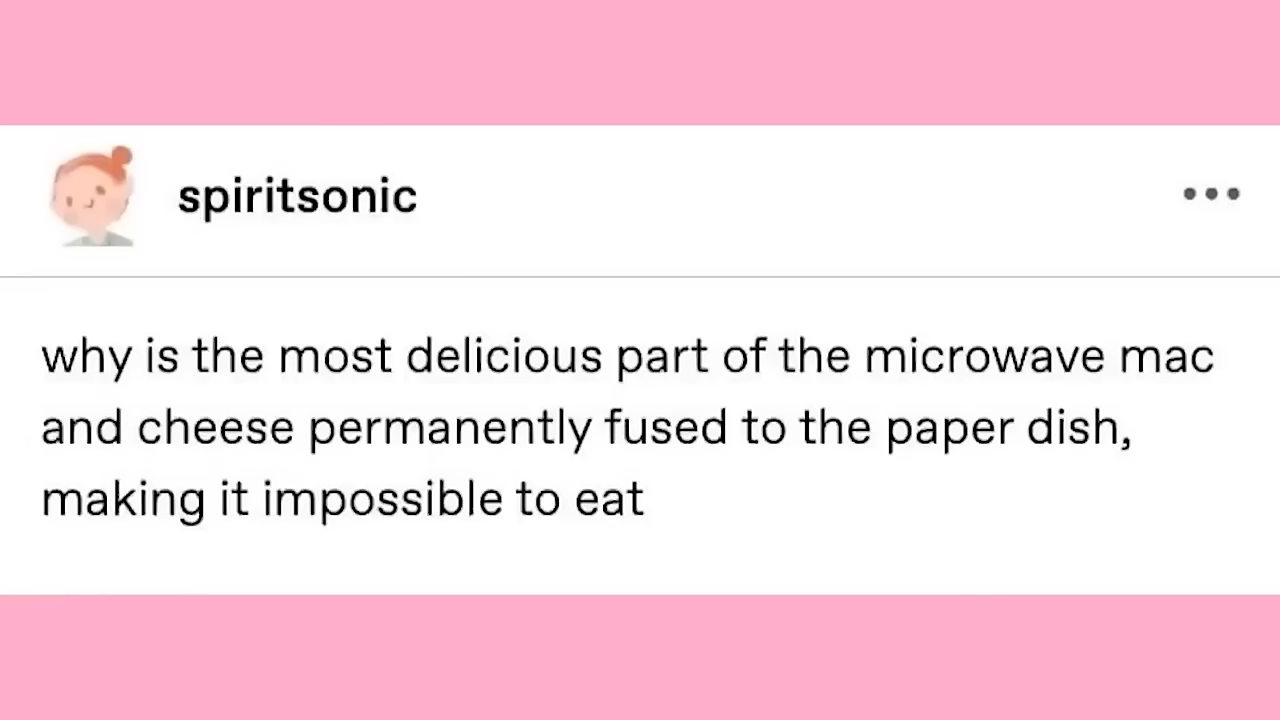 spiritsonic
why is the most delicious part of the microwave mac
and cheese permanently fused to the paper dish,
making it impossible to eat